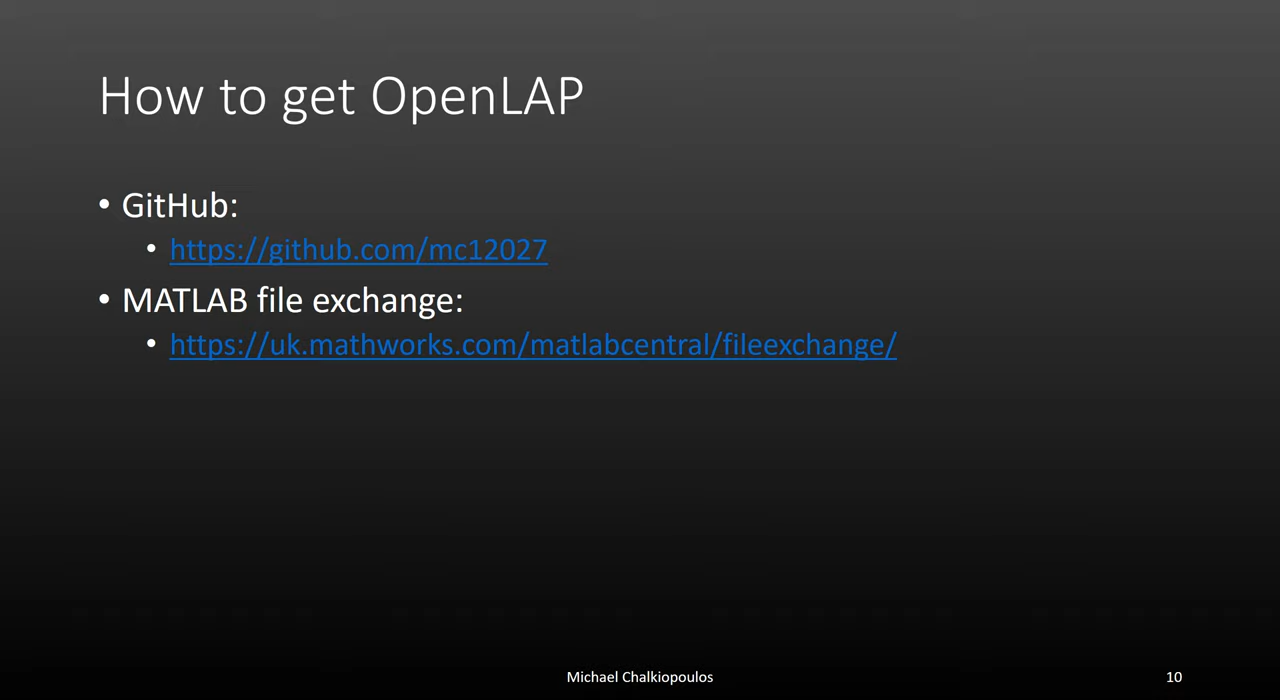 How to get OpenLAP
• GitHub:
• https://github.com/mc12027
• MATLAB file exchange:
• https://uk.mathworks.com/matlabcentral/fileexchange/
Michael Chalkiopoulos
10